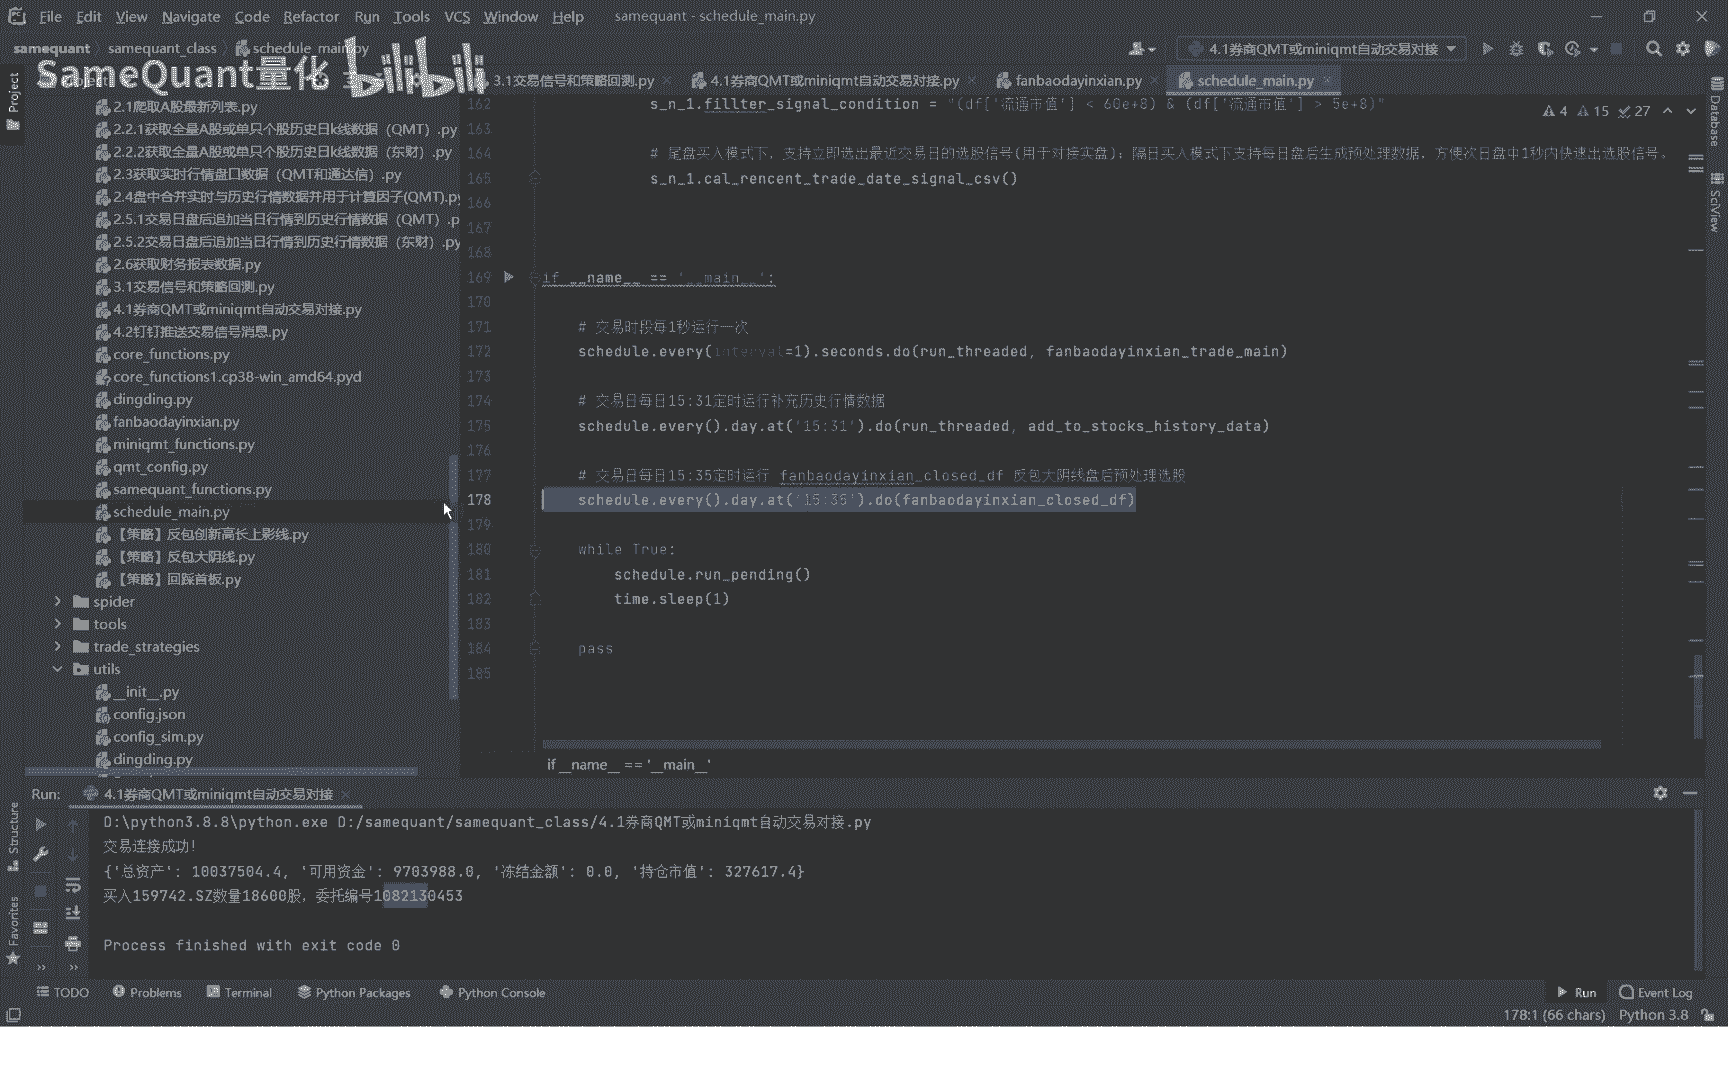 File Edit View Navigate Code Refactor Run Tools VCS Window Help samequant - schedule_main.py
samequant samequant_class schedule_main.py 4.1券商QMT或miniqmt自动交易对接
SameQuant量化 bilibili
3.1交易信号和策略回测.py 4.1券商QMT或miniqmt自动交易对接.py fanbaodayinxian.py schedule_main.py
Project
2.1爬取A股最新列表.py
2.2.1获取全量A股或单只个股历史日k线数据（QMT）.py
2.2.2获取全量A股或单只个股历史日k线数据（东财）.py
2.3获取实时行情盘口数据（QMT和通达信）.py
2.4盘中合并实时与历史行情数据并用于计算因子(QMT).py
2.5.1交易日盘后追加当日行情到历史行情数据（QMT）.p
2.5.2交易日盘后追加当日行情到历史行情数据（东财）.py
2.6获取财务报表数据.py
3.1交易信号和策略回测.py
4.1券商QMT或miniqmt自动交易对接.py
4.2钉钉推送交易信号消息.py
core_functions.py
core_functions1.cp38-win_amd64.pyd
dingding.py
fanbaodayinxian.py
miniqmt_functions.py
qmt_config.py
samequant_functions.py
schedule_main.py
【策略】反包创新高长上影线.py
【策略】反包大阴线.py
【策略】回踩首板.py
spider
tools
trade_strategies
utils
__init__.py
config.json
config_sim.py
dingding.py
4 15 27
162 s_n_1.fillter_signal_condition = "(df['流通市值'] < 60e+8) & (df['流通市值'] > 5e+8)"
163
164 # 尾盘买入模式下，支持立即选出最近交易日的选股信号(用于对接实盘)；隔日买入模式下支持每日盘后生成预处理数据，方便次日盘中1秒内快速出选股信号。
165 s_n_1.cal_rencent_trade_date_signal_csv()
166
167
168
169 if __name__ == '__main__':
170
171 # 交易时段每1秒运行一次
172 schedule.every(interval=1).seconds.do(run_threaded, fanbaodayinxian_trade_main)
173
174 # 交易日每日15:31定时运行补充历史行情数据
175 schedule.every().day.at('15:31').do(run_threaded, add_to_stocks_history_data)
176
177 # 交易日每日15:35定时运行 fanbaodayinxian_closed_df 反包大阴线盘后预处理选股
178 schedule.every().day.at('15:35').do(fanbaodayinxian_closed_df)
179
180 while True:
181 schedule.run_pending()
182 time.sleep(1)
183
184 pass
185
if __name__ == '__main__'
Database
SciView
Run: 4.1券商QMT或miniqmt自动交易对接
D:\python3.8.8\python.exe D:/samequant/samequant_class/4.1券商QMT或miniqmt自动交易对接.py
交易连接成功!
{'总资产': 10037504.4, '可用资金': 9703988.0, '冻结金额': 0.0, '持仓市值': 327617.4}
买入159742.SZ数量18600股，委托编号1082130453
Process finished with exit code 0
Structure
Favorites
TODO Problems Terminal Python Packages Python Console Run Event Log
178:1 (66 chars) Python 3.8